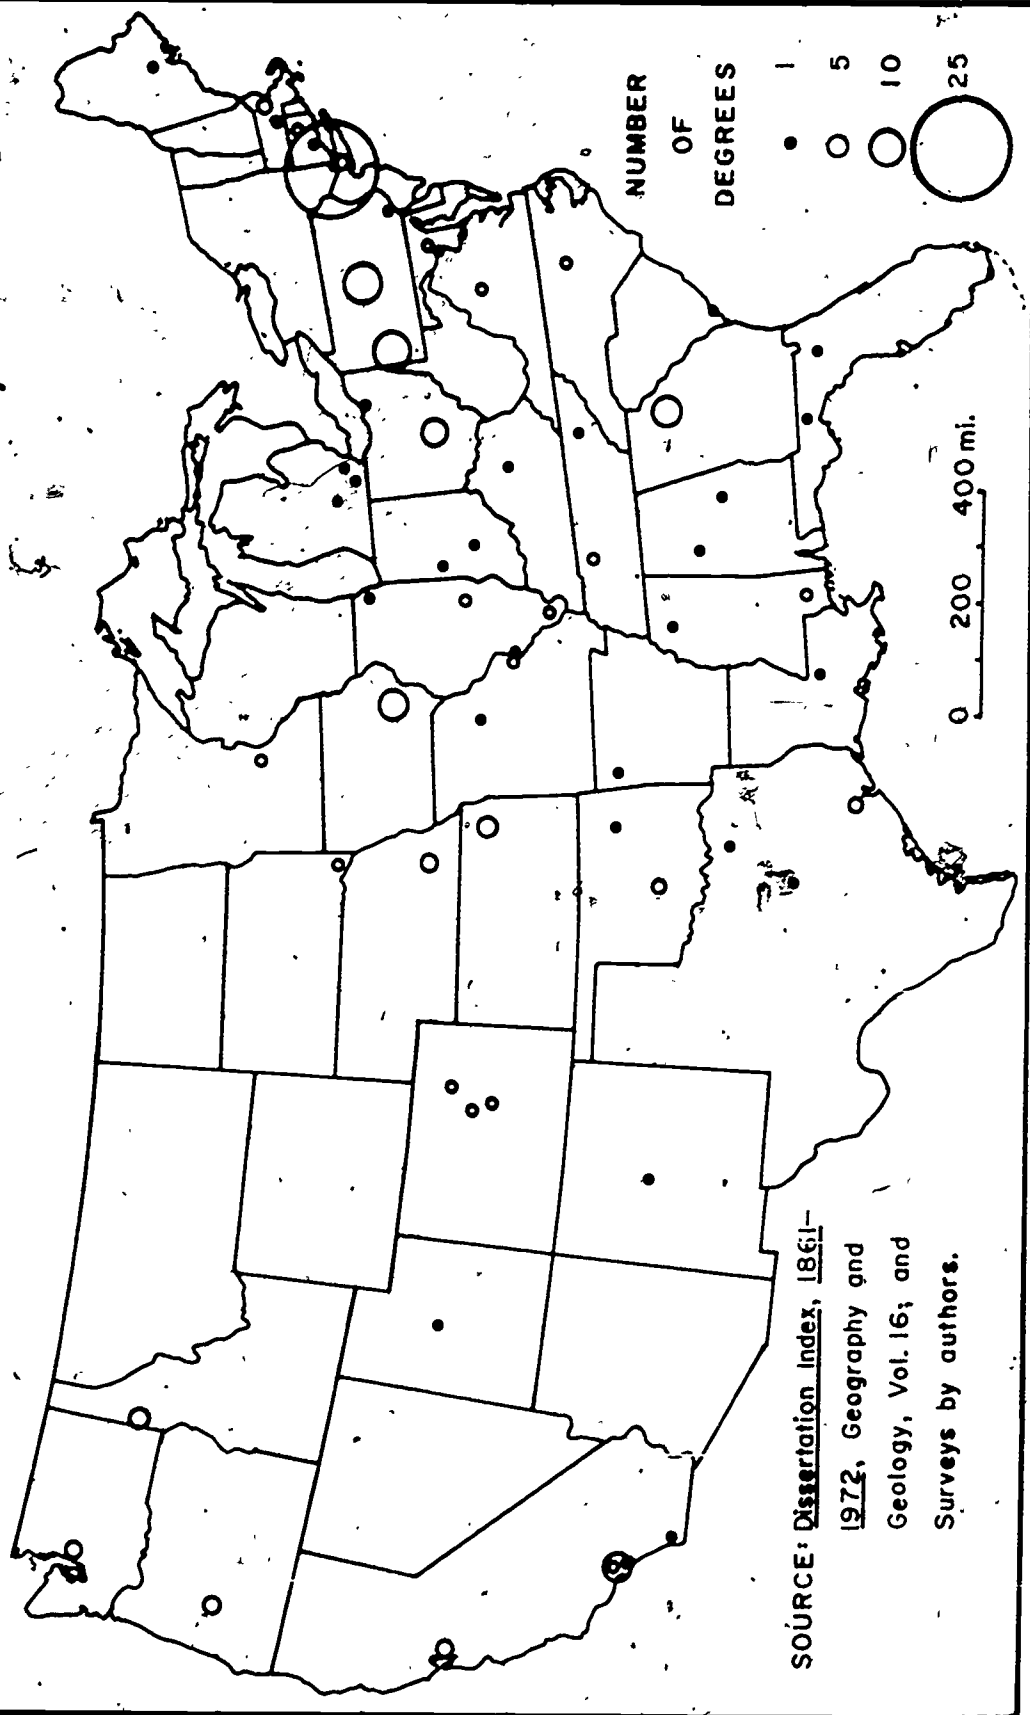 NUMBER
OF
DEGREES
1
5
10
25
0 200 400 mi.
SOURCE: Dissertation Index, 1861-
1972, Geography and
Geology, Vol. 16; and
Surveys by authors.